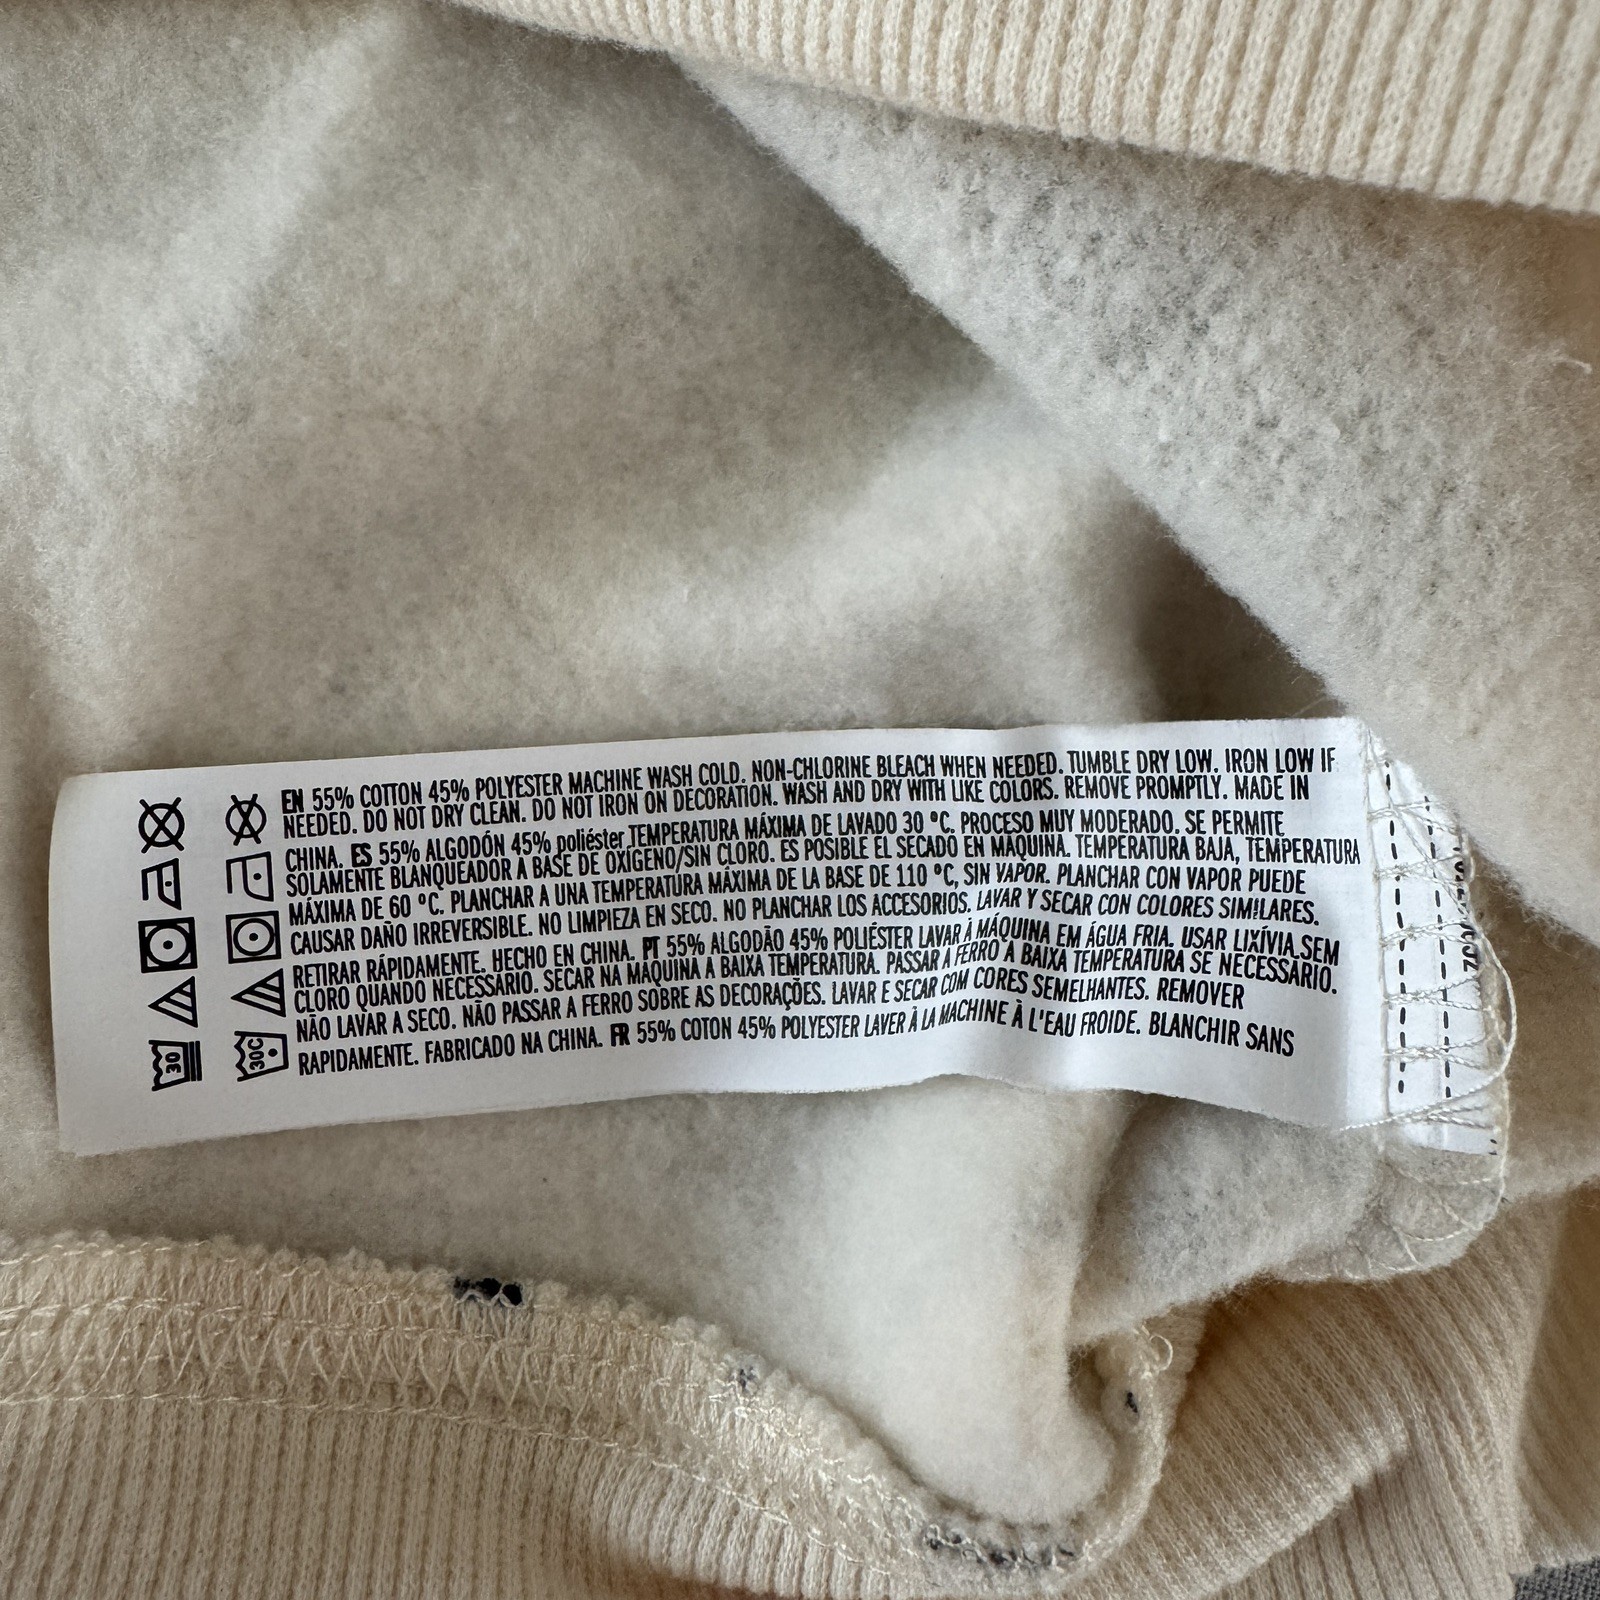 EN 55% COTTON 45% POLYESTER MACHINE WASH COLD. NON-CHLORINE BLEACH WHEN NEEDED. TUMBLE DRY LOW. IRON LOW IF
NEEDED. DO NOT DRY CLEAN. DO NOT IRON ON DECORATION. WASH AND DRY WITH LIKE COLORS. REMOVE PROMPTLY. MADE IN
CHINA. ES 55% ALGODÓN 45% poliéster TEMPERATURA MÁXIMA DE LAVADO 30 °C. PROCESO MUY MODERADO. SE PERMITE
SOLAMENTE BLANQUEADOR A BASE DE OXÍGENO/SIN CLORO. ES POSIBLE EL SECADO EN MÁQUINA. TEMPERATURA BAJA, TEMPERATURA
MÁXIMA DE 60 °C. PLANCHAR A UNA TEMPERATURA MÁXIMA DE LA BASE DE 110 °C, SIN VAPOR. PLANCHAR CON VAPOR PUEDE
CAUSAR DAÑO IRREVERSIBLE. NO LIMPIEZA EN SECO. NO PLANCHAR LOS ACCESORIOS. LAVAR Y SECAR CON COLORES SIMILARES.
RETIRAR RÁPIDAMENTE. HECHO EN CHINA. PT 55% ALGODÃO 45% POLIÉSTER LAVAR À MÁQUINA EM ÁGUA FRIA. USAR LIXÍVIA SEM
CLORO QUANDO NECESSÁRIO. SECAR NA MÁQUINA A BAIXA TEMPERATURA. PASSAR A FERRO A BAIXA TEMPERATURA SE NECESSÁRIO.
NÃO LAVAR A SECO. NÃO PASSAR A FERRO SOBRE AS DECORAÇÕES. LAVAR E SECAR COM CORES SEMELHANTES. REMOVER
RAPIDAMENTE. FABRICADO NA CHINA. FR 55% COTON 45% POLYESTER LAVER À LA MACHINE À L'EAU FROIDE. BLANCHIR SANS
30
30C